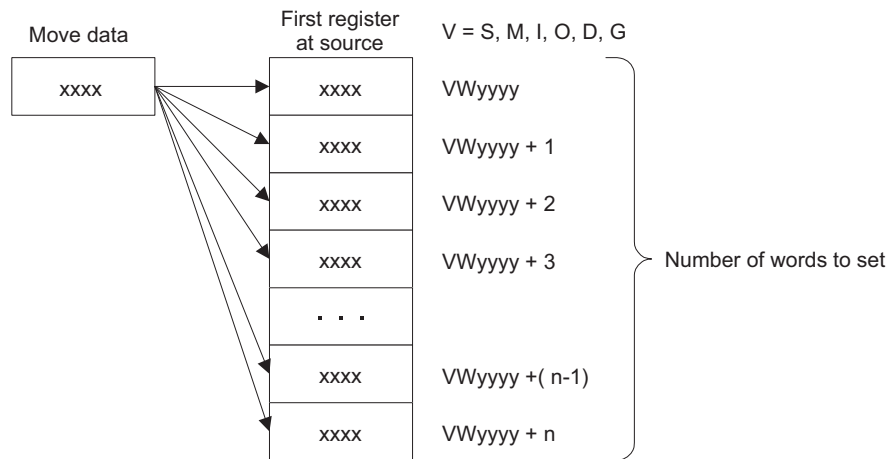 Move data
First register
at source
V = S, M, I, O, D, G
xxxx
xxxx
VWyyyy
xxxx
VWyyyy + 1
xxxx
VWyyyy + 2
xxxx
VWyyyy + 3
Number of words to set
. . .
xxxx
VWyyyy +( n-1)
xxxx
VWyyyy + n